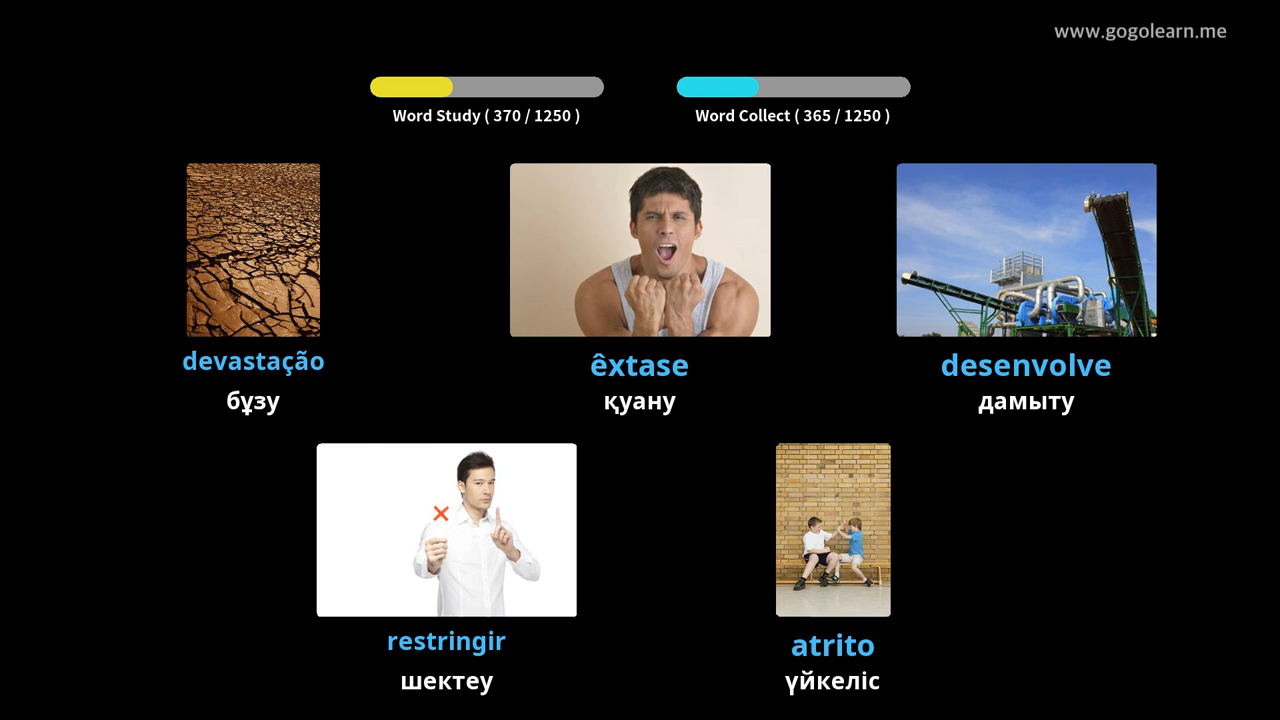 www.gogolearn.me
Word Study ( 370 / 1250 )
Word Collect ( 365 / 1250 )
devastação
бұзу
êxtase
қуану
desenvolve
дамыту
restringir
шектеу
atrito
үйкеліс